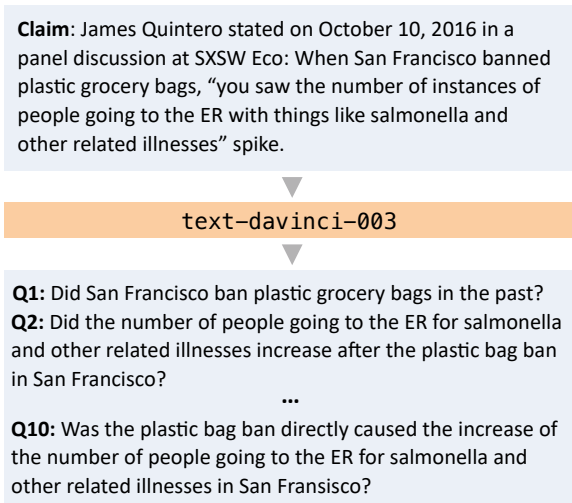 Claim: James Quintero stated on October 10, 2016 in a
panel discussion at SXSW Eco: When San Francisco banned
plastic grocery bags, “you saw the number of instances of
people going to the ER with things like salmonella and
other related illnesses” spike.
text-davinci-003
Q1: Did San Francisco ban plastic grocery bags in the past?
Q2: Did the number of people going to the ER for salmonella
and other related illnesses increase after the plastic bag ban
in San Francisco?
...
Q10: Was the plastic bag ban directly caused the increase of
the number of people going to the ER for salmonella and
other related illnesses in San Fransisco?